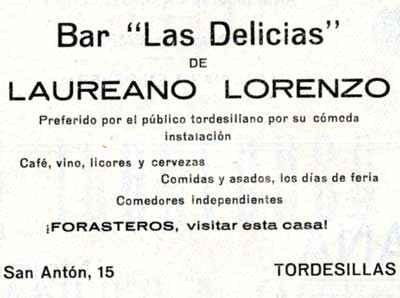 Bar "Las Delicias"
DE
LAUREANO LORENZO
Preferido por el público tordesillano por su cómoda
instalación
Café, vino, licores y cervezas
Comidas y asados, los días de feria
Comedores independientes
¡FORASTEROS, visitar esta casa!
San Antón, 15 TORDESILLAS